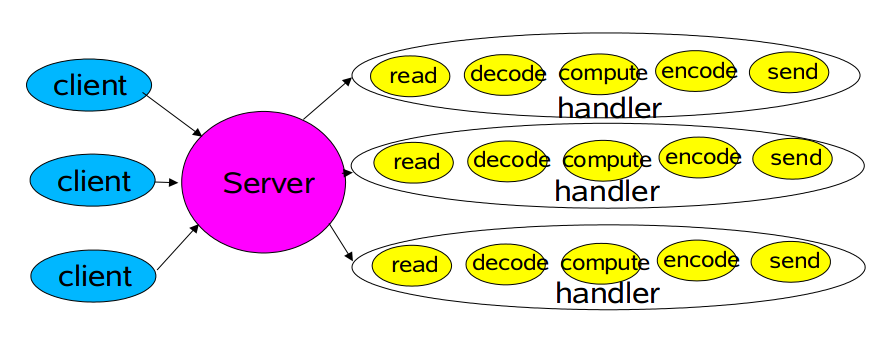 client
client
client
Server
read decode compute encode send
handler
read decode compute encode send
handler
read decode compute encode send
handler